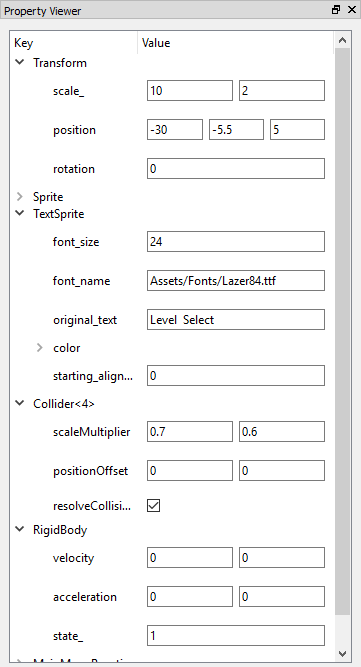 Property Viewer
Key Value
Transform
scale_ 10 2
position -30 -5.5 5
rotation 0
Sprite
TextSprite
font_size 24
font_name Assets/Fonts/Lazer84.ttf
original_text Level Select
color
starting_align... 0
Collider<4>
scaleMultiplier 0.7 0.6
positionOffset 0 0
resolveCollisi...
RigidBody
velocity 0 0
acceleration 0 0
state_ 1